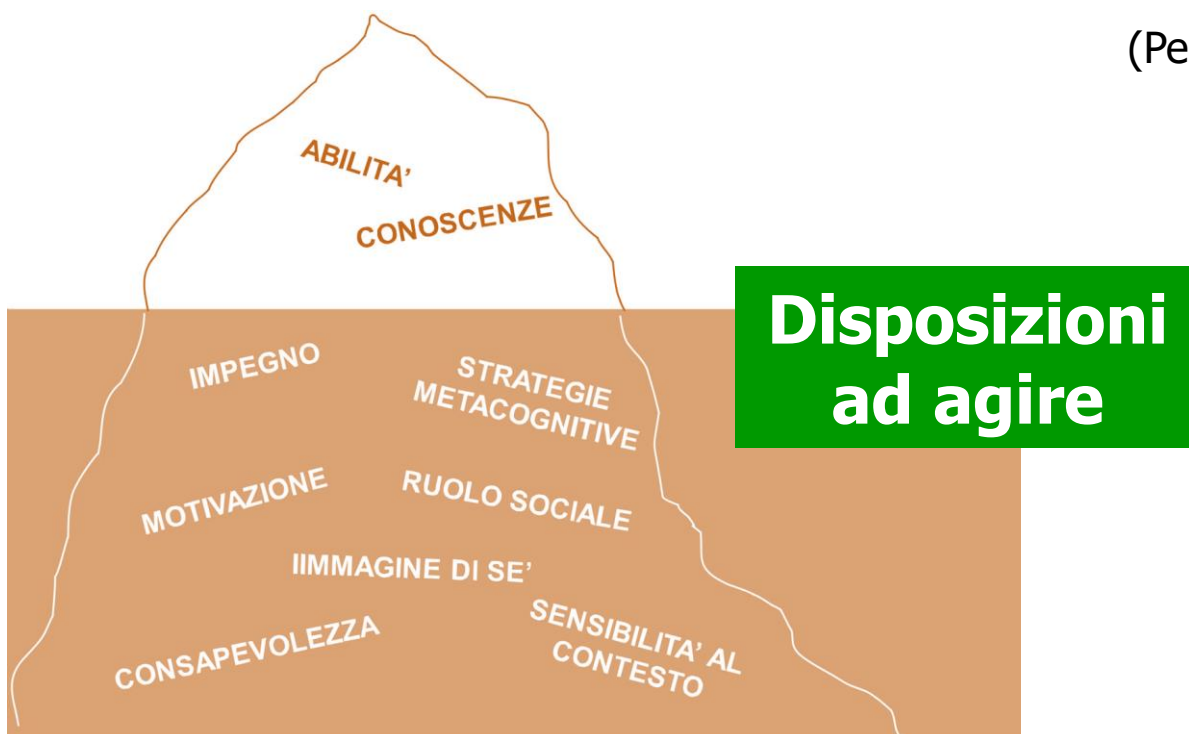 (Pe
ABILITA’
CONOSCENZE
Disposizioni
ad agire
IMPEGNO
STRATEGIE
METACOGNITIVE
MOTIVAZIONE
RUOLO SOCIALE
IIMMAGINE DI SE’
CONSAPEVOLEZZA
SENSIBILITA’ AL
CONTESTO